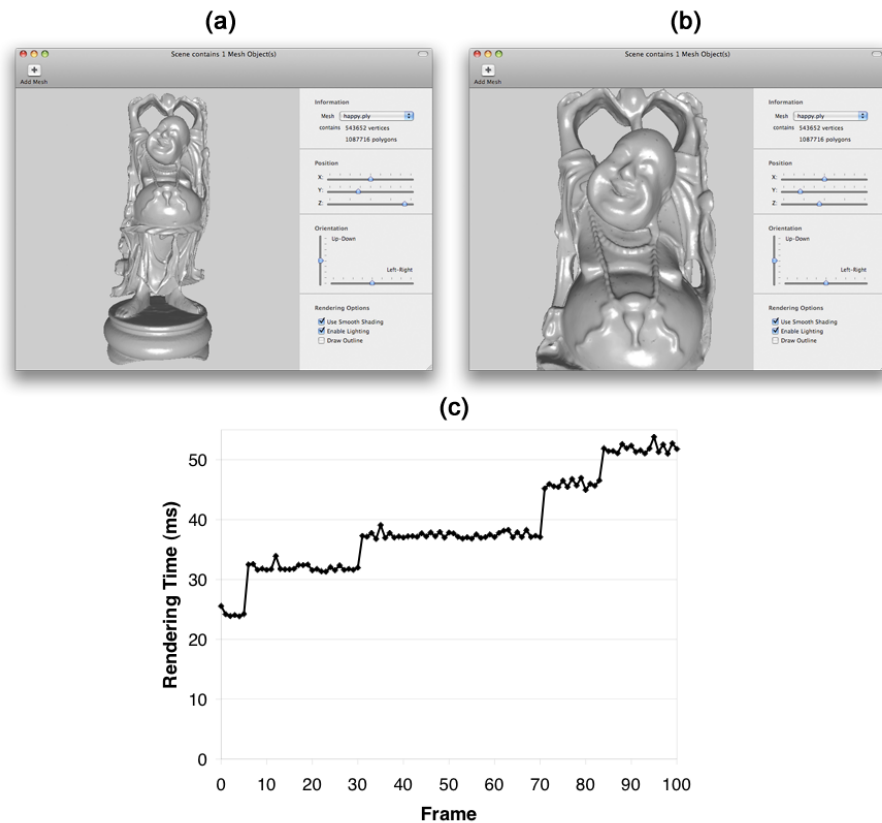 (a)
Scene contains 1 Mesh Object(s)
Add Mesh
Information
Mesh happy.ply
contains 543652 vertices
1087716 polygons
Position
X:
Y:
Z:
Orientation
Up-Down
Left-Right
Rendering Options
Use Smooth Shading
Enable Lighting
Draw Outline
(b)
Scene contains 1 Mesh Object(s)
Add Mesh
Information
Mesh happy.ply
contains 543652 vertices
1087716 polygons
Position
X:
Y:
Z:
Orientation
Up-Down
Left-Right
Rendering Options
Use Smooth Shading
Enable Lighting
Draw Outline
(c)
Rendering Time (ms)
50
40
30
20
10
0
0 10 20 30 40 50 60 70 80 90 100
Frame